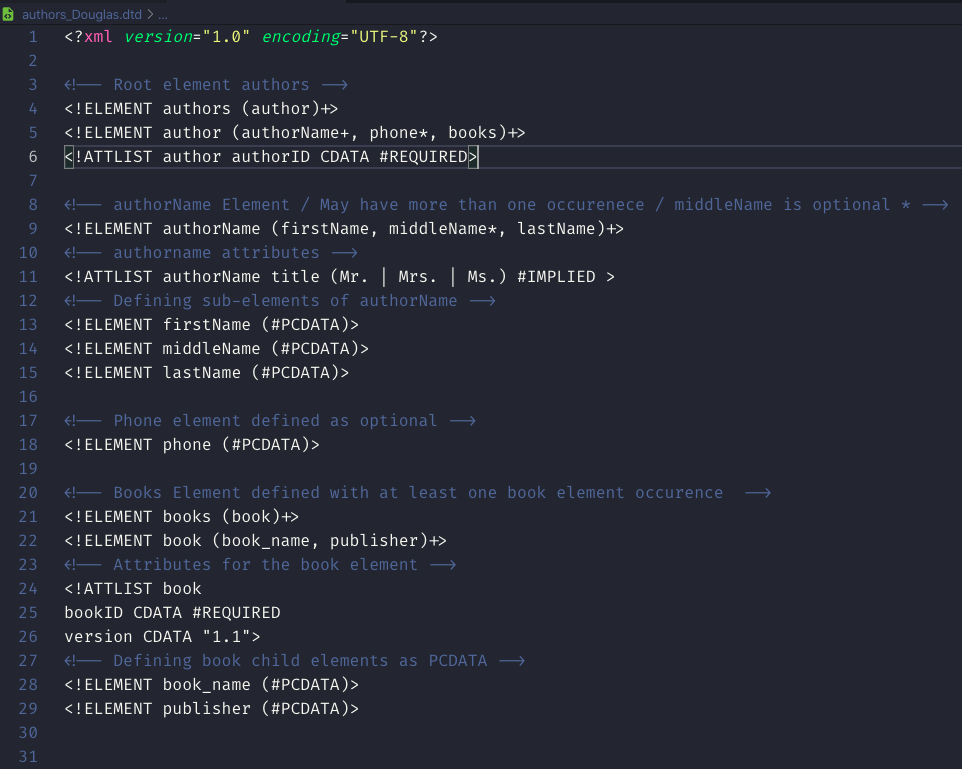 authors_Douglas.dtd > ...
1 <?xml version="1.0" encoding="UTF-8"?>
2
3 <!-- Root element authors -->
4 <!ELEMENT authors (author)+>
5 <!ELEMENT author (authorName+, phone*, books)+>
6 <!ATTLIST author authorID CDATA #REQUIRED>
7
8 <!-- authorName Element / May have more than one occurenece / middleName is optional * -->
9 <!ELEMENT authorName (firstName, middleName*, lastName)+>
10 <!-- authorname attributes -->
11 <!ATTLIST authorName title (Mr. | Mrs. | Ms.) #IMPLIED >
12 <!-- Defining sub-elements of authorName -->
13 <!ELEMENT firstName (#PCDATA)>
14 <!ELEMENT middleName (#PCDATA)>
15 <!ELEMENT lastName (#PCDATA)>
16
17 <!-- Phone element defined as optional -->
18 <!ELEMENT phone (#PCDATA)>
19
20 <!-- Books Element defined with at least one book element occurence  -->
21 <!ELEMENT books (book)+>
22 <!ELEMENT book (book_name, publisher)+>
23 <!-- Attributes for the book element -->
24 <!ATTLIST book
25 bookID CDATA #REQUIRED
26 version CDATA "1.1">
27 <!-- Defining book child elements as PCDATA -->
28 <!ELEMENT book_name (#PCDATA)>
29 <!ELEMENT publisher (#PCDATA)>
30
31